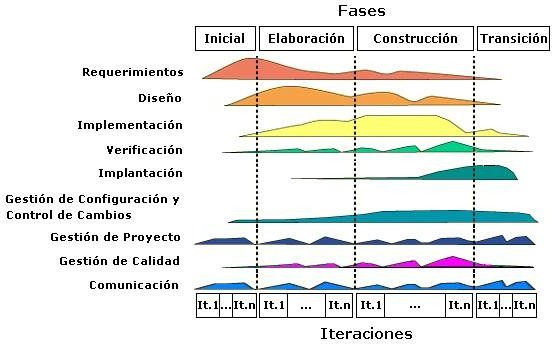 Fases
Inicial Elaboración Construcción Transición
Requerimientos
Diseño
Implementación
Verificación
Implantación
Gestión de Configuración y
Control de Cambios
Gestión de Proyecto
Gestión de Calidad
Comunicación
It.1 ... It.n It.1 ... It.n It.1 ... It.n It.1 ... It.n
Iteraciones